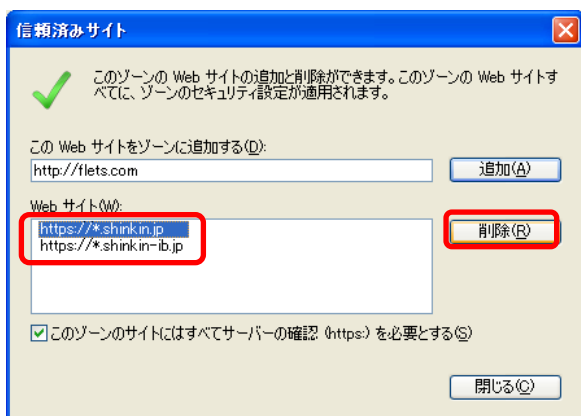 信頼済みサイト
このゾーンの Web サイトの追加と削除ができます。このゾーンの Web サイトす
べてに、ゾーンのセキュリティ設定が適用されます。
この Web サイトをゾーンに追加する(D):
http://flets.com
追加(A)
Web サイト(W):
https://*.shinkin.jp
https://*.shinkin-ib.jp
削除(R)
このゾーンのサイトにはすべてサーバーの確認 (https:) を必要とする(S)
閉じる(C)